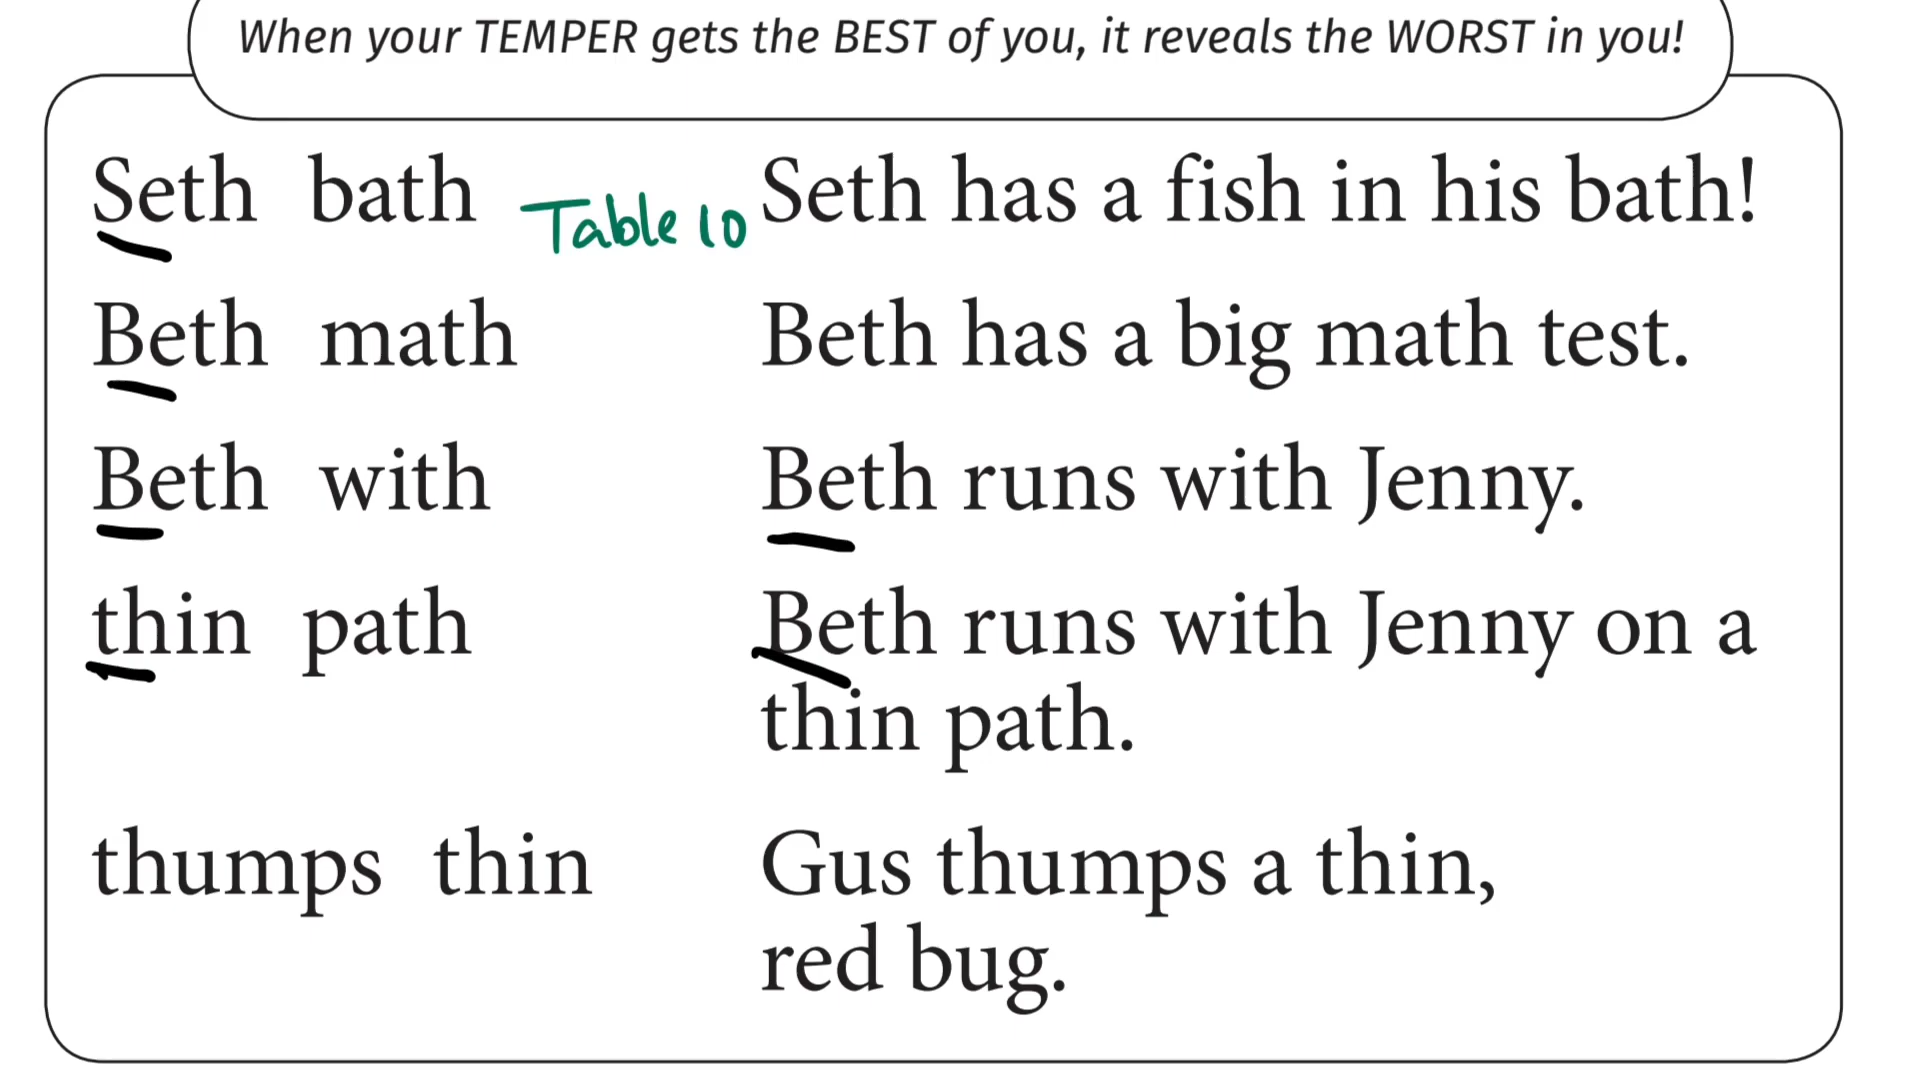 When your TEMPER gets the BEST of you, it reveals the WORST in you!
Seth bath Table 10 Seth has a fish in his bath!
Beth math Beth has a big math test.
Beth with Beth runs with Jenny.
thin path Beth runs with Jenny on a
thin path.
thumps thin Gus thumps a thin,
red bug.